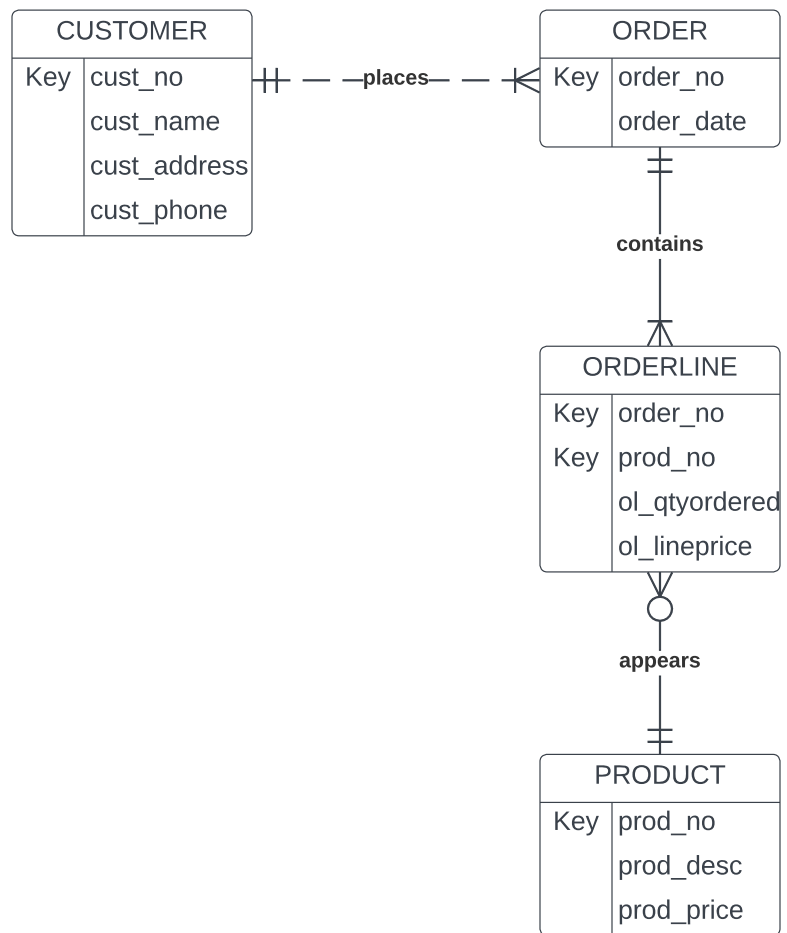 CUSTOMER
Key cust_no
cust_name
cust_address
cust_phone
places
ORDER
Key order_no
order_date
contains
ORDERLINE
Key order_no
Key prod_no
ol_qtyordered
ol_lineprice
appears
PRODUCT
Key prod_no
prod_desc
prod_price